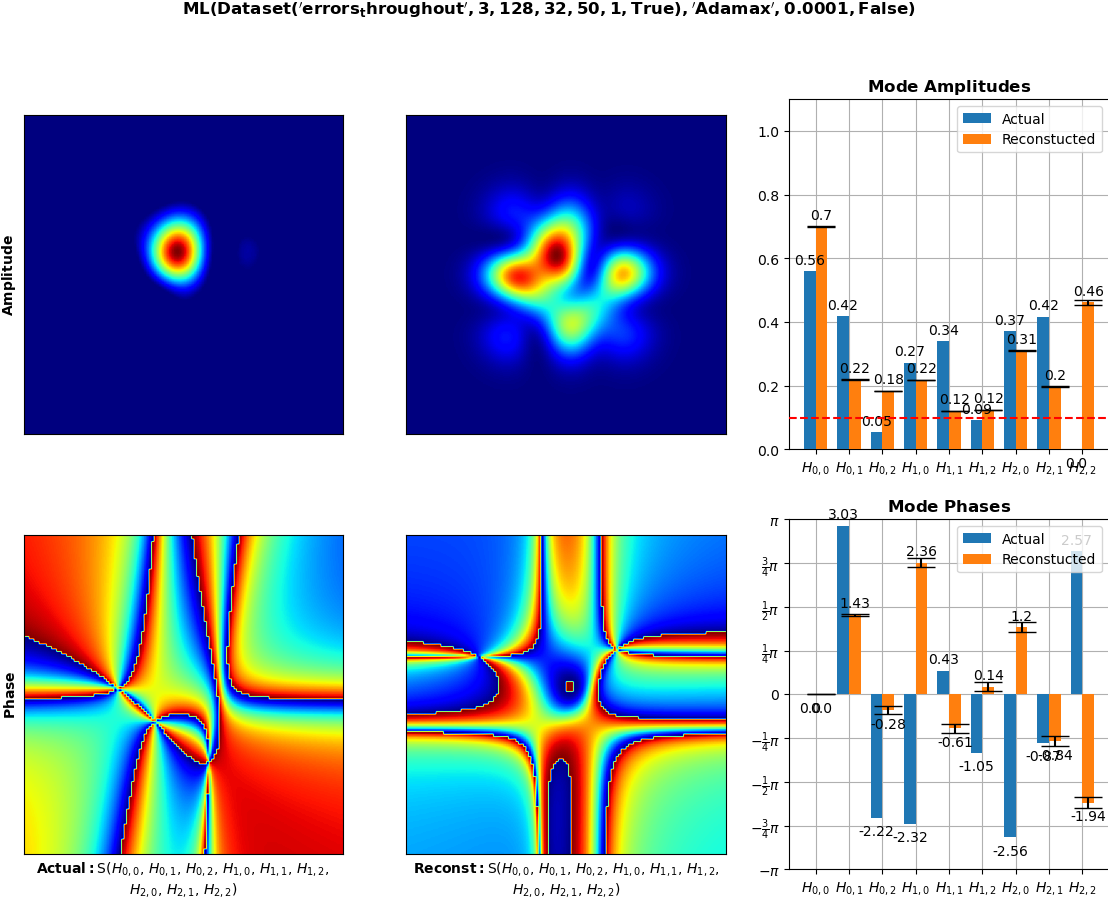 ML(Dataset('errors_throughout', 3, 128, 32, 50, 1, True), 'Adamax', 0.0001, False)
Amplitude
Mode Amplitudes
Actual
Reconstucted
1.0
0.8
0.6
0.4
0.2
0.0
0.56
0.7
0.42
0.22
0.05
0.18
0.27
0.22
0.34
0.12
0.09
0.12
0.37
0.31
0.42
0.2
0.0
0.46
H0,0 H0,1 H0,2 H1,0 H1,1 H1,2 H2,0 H2,1 H2,2
Phase
Actual: S(H0,0, H0,1, H0,2, H1,0, H1,1, H1,2,
H2,0, H2,1, H2,2)
Reconst: S(H0,0, H0,1, H0,2, H1,0, H1,1, H1,2,
H2,0, H2,1, H2,2)
Mode Phases
Actual
Reconstucted
π
3/4π
1/2π
1/4π
0
−1/4π
−1/2π
−3/4π
−π
0.0
0.0
3.03
1.43
-2.22
-0.28
-2.32
2.36
0.43
-0.61
-1.05
0.14
-2.56
1.2
-0.87
-0.84
2.57
-1.94
H0,0 H0,1 H0,2 H1,0 H1,1 H1,2 H2,0 H2,1 H2,2